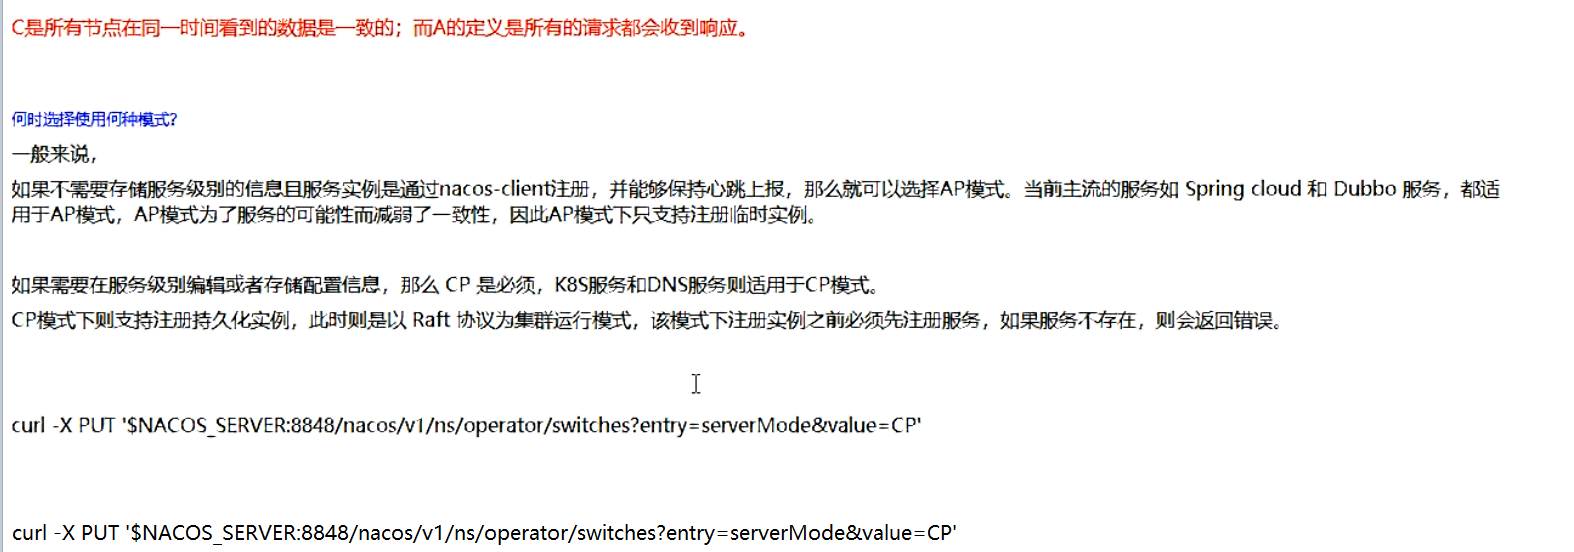 C是所有节点在同一时间看到的数据是一致的；而A的定义是所有的请求都会收到响应。
何时选择使用何种模式？
一般来说，
如果不需要存储服务级别的信息且服务实例是通过nacos-client注册，并能够保持心跳上报，那么就可以选择AP模式。当前主流的服务如 Spring cloud 和 Dubbo 服务，都适
用于AP模式，AP模式为了服务的可能性而减弱了一致性，因此AP模式下只支持注册临时实例。
如果需要在服务级别编辑或者存储配置信息，那么 CP 是必须，K8S服务和DNS服务则适用于CP模式。
CP模式下则支持注册持久化实例，此时则是以 Raft 协议为集群运行模式，该模式下注册实例之前必须先注册服务，如果服务不存在，则会返回错误。
curl -X PUT '$NACOS_SERVER:8848/nacos/v1/ns/operator/switches?entry=serverMode&value=CP'
curl -X PUT '$NACOS_SERVER:8848/nacos/v1/ns/operator/switches?entry=serverMode&value=CP'